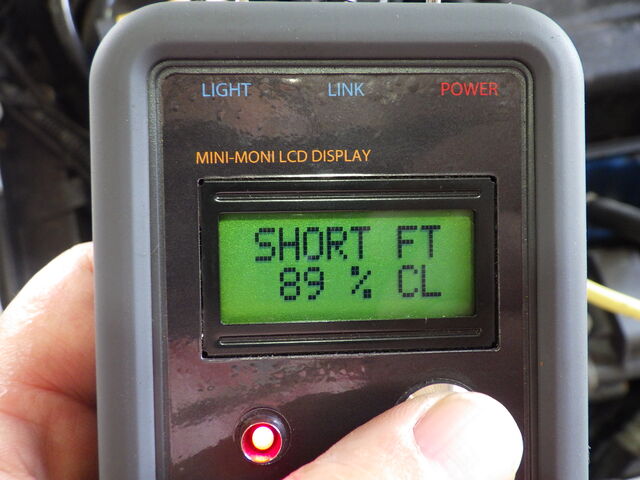 LIGHT LINK POWER
MINI-MONI LCD DISPLAY
SHORT FT
89 % CL